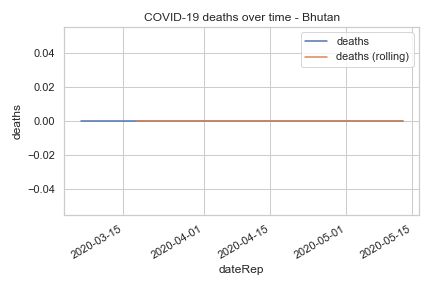 COVID-19 deaths over time - Bhutan
deaths
deaths (rolling)
0.04
0.02
0.00
−0.02
−0.04
deaths
2020-03-15
2020-04-01
2020-04-15
2020-05-01
2020-05-15
dateRep